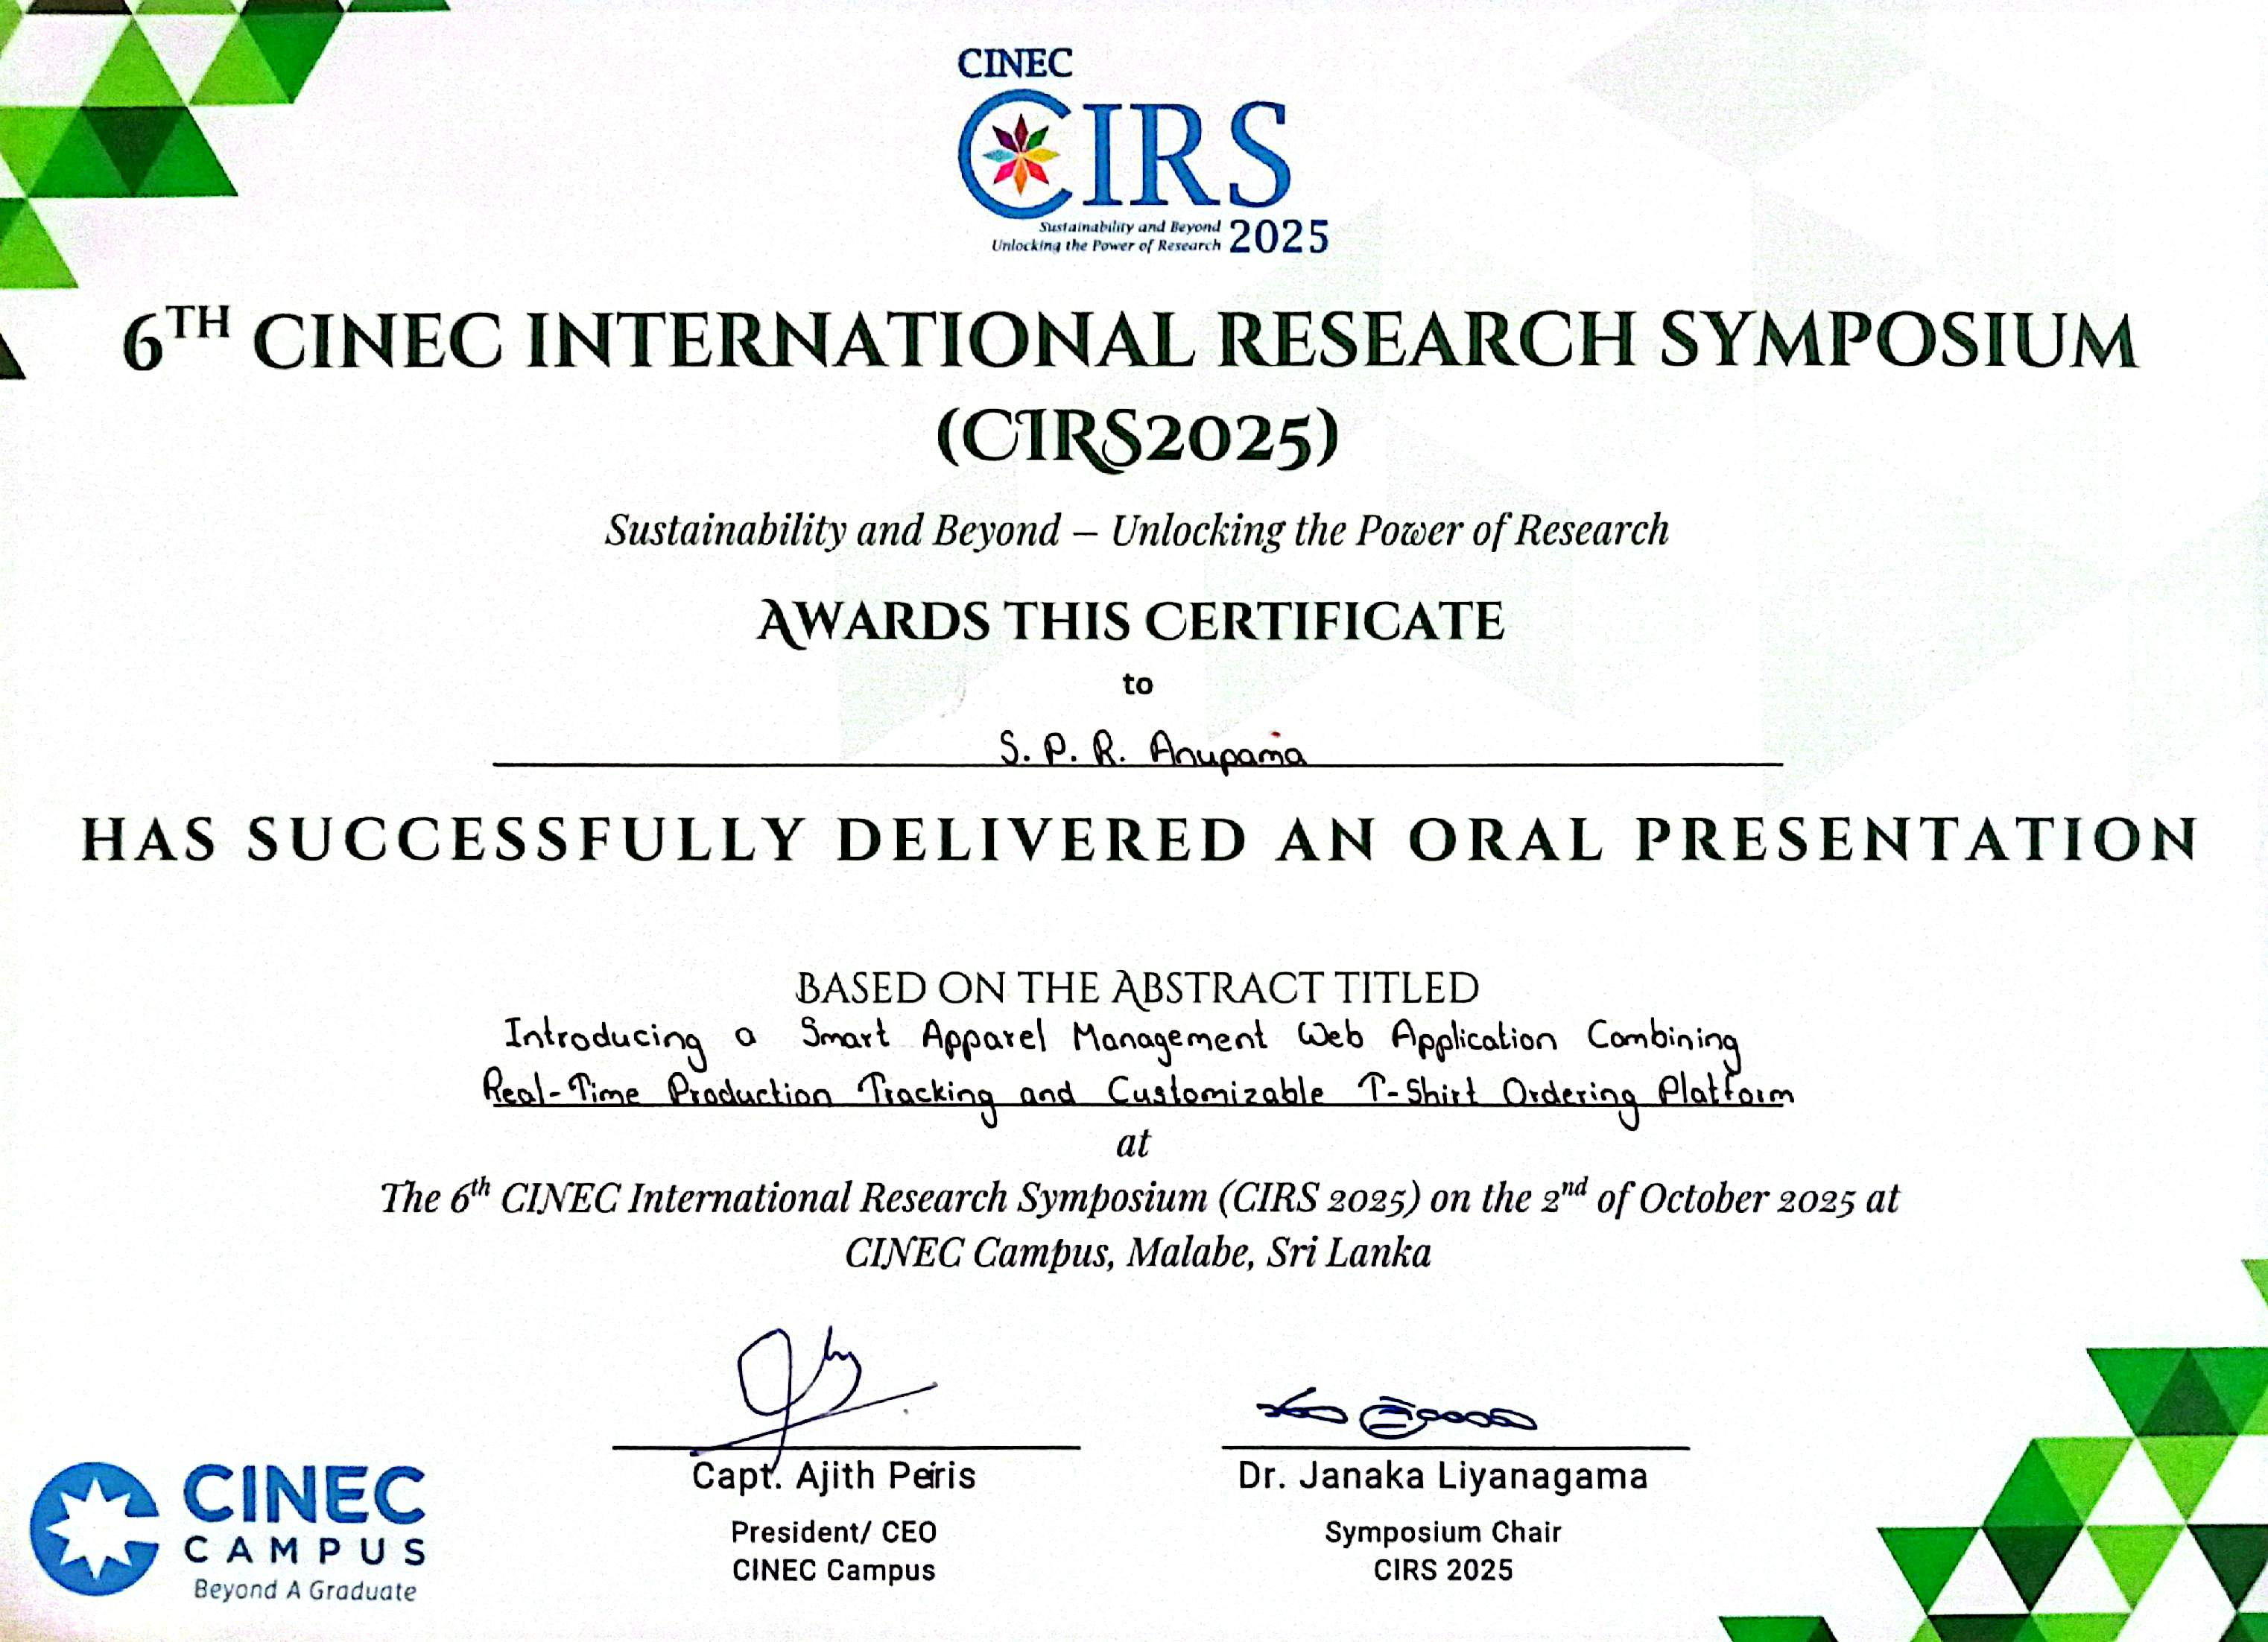 CINEC
CIRS
Sustainability and Beyond
Unlocking the Power of Research 2025
6TH CINEC INTERNATIONAL RESEARCH SYMPOSIUM
(CIRS2025)
Sustainability and Beyond – Unlocking the Power of Research
AWARDS THIS CERTIFICATE
to
S. P. R. Anupama
HAS SUCCESSFULLY DELIVERED AN ORAL PRESENTATION
BASED ON THE ABSTRACT TITLED
Introducing a Smart Apparel Management Web Application Combining
Real-Time Production Tracking and Customizable T-Shirt Ordering Platform
at
The 6th CINEC International Research Symposium (CIRS 2025) on the 2nd of October 2025 at
CINEC Campus, Malabe, Sri Lanka
Capt. Ajith Peiris
President/ CEO
CINEC Campus
Dr. Janaka Liyanagama
Symposium Chair
CIRS 2025
CINEC
CAMPUS
Beyond A Graduate